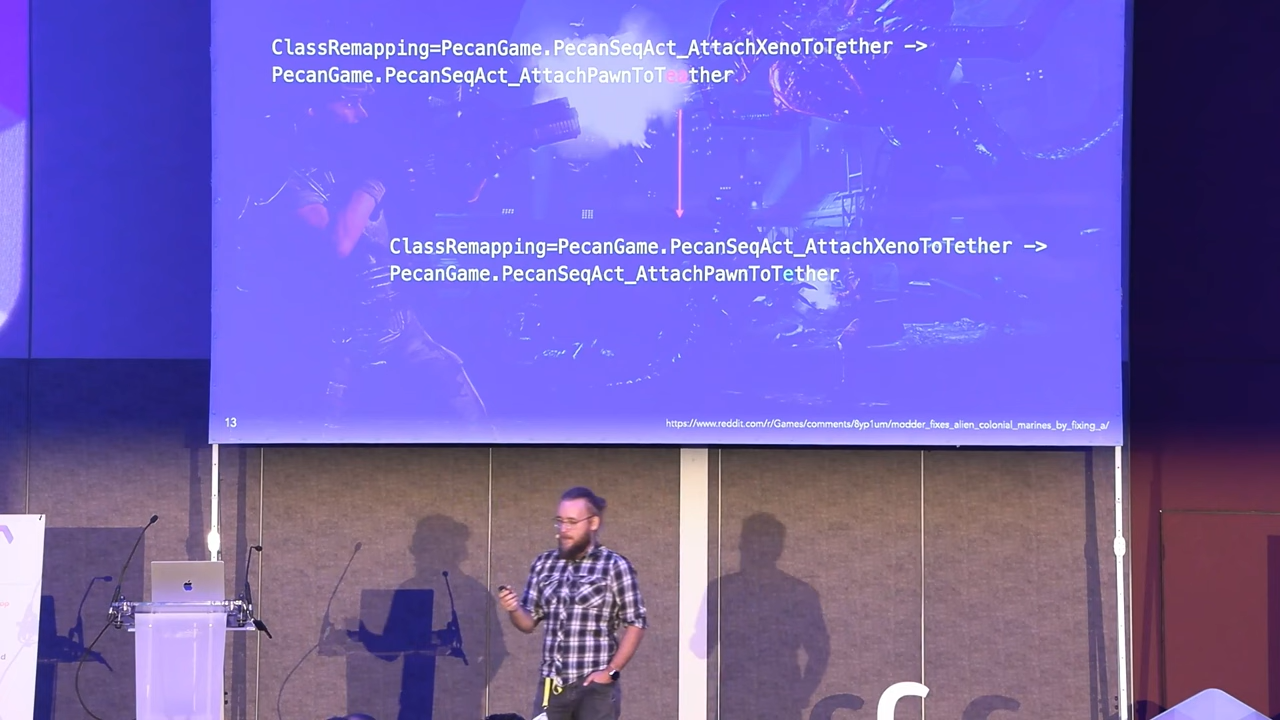 ClassRemapping=PecanGame.PecanSeqAct_AttachXenoToTether ->
PecanGame.PecanSeqAct_AttachPawnToTeather
ClassRemapping=PecanGame.PecanSeqAct_AttachXenoToTether ->
PecanGame.PecanSeqAct_AttachPawnToTether
13
https://www.reddit.com/r/Games/comments/8yp1um/modder_fixes_alien_colonial_marines_by_fixing_a/